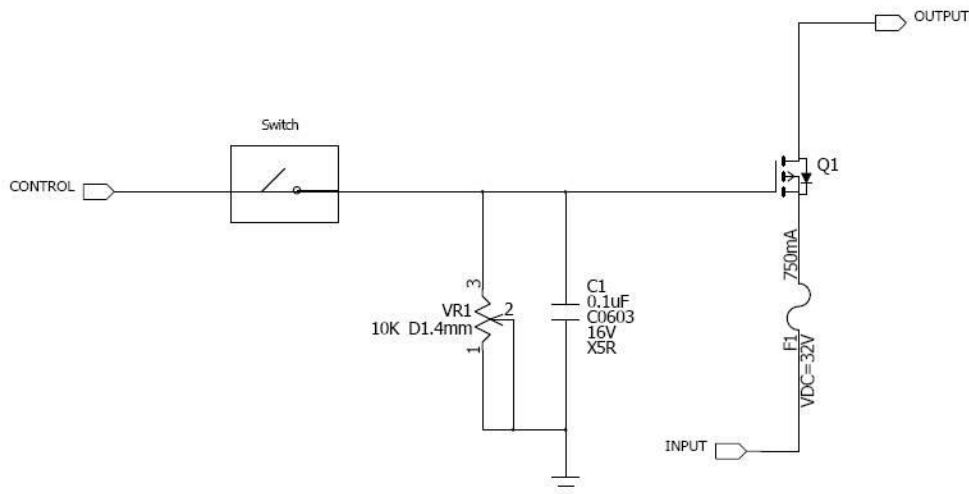 OUTPUT
Switch
CONTROL
Q1
750mA
3
VR1
2
10K D1.4mm
1
C1
0.1uF
C0603
16V
X5R
F1
VDC=32V
INPUT